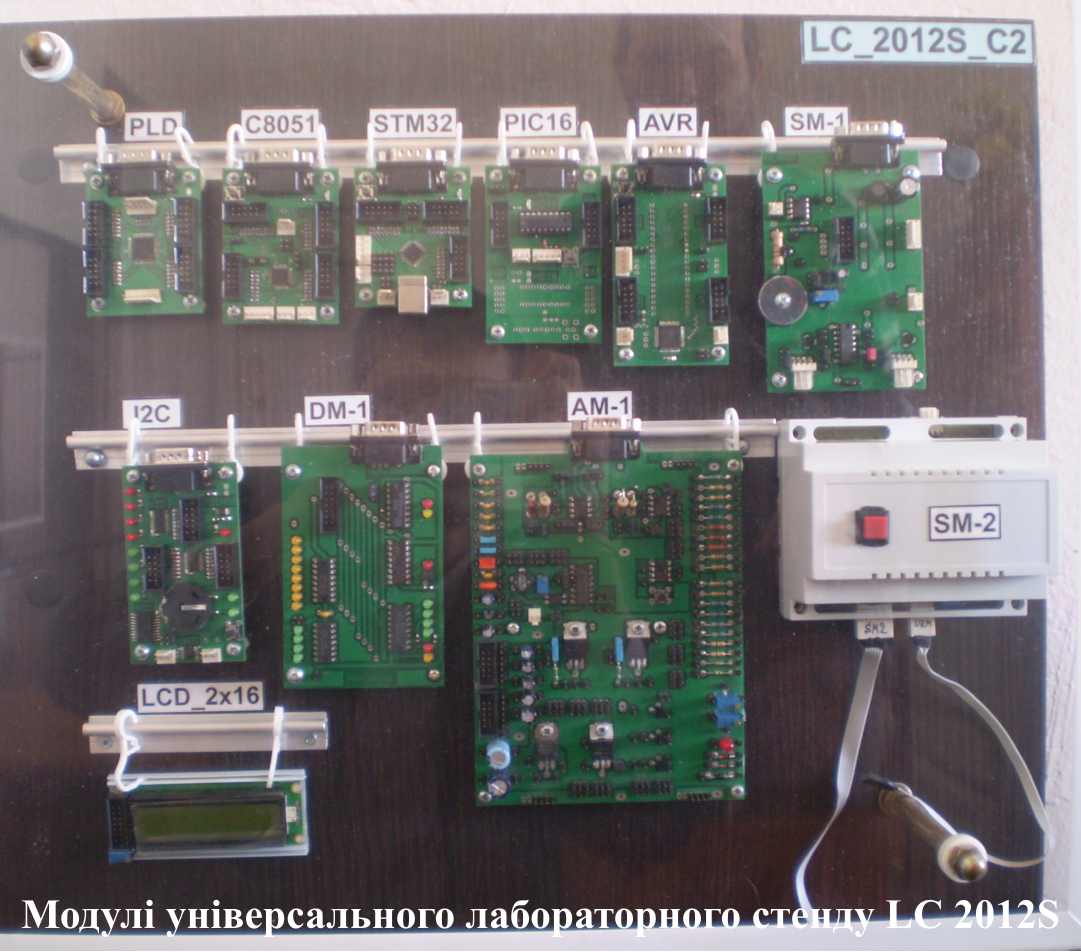 LC_2012S_C2
PLD
C8051
STM32
PIC16
AVR
SM-1
I2C
DM-1
AM-1
SM-2
SM2
LCD_2x16
Модулі універсального лабораторного стенду LC 2012S